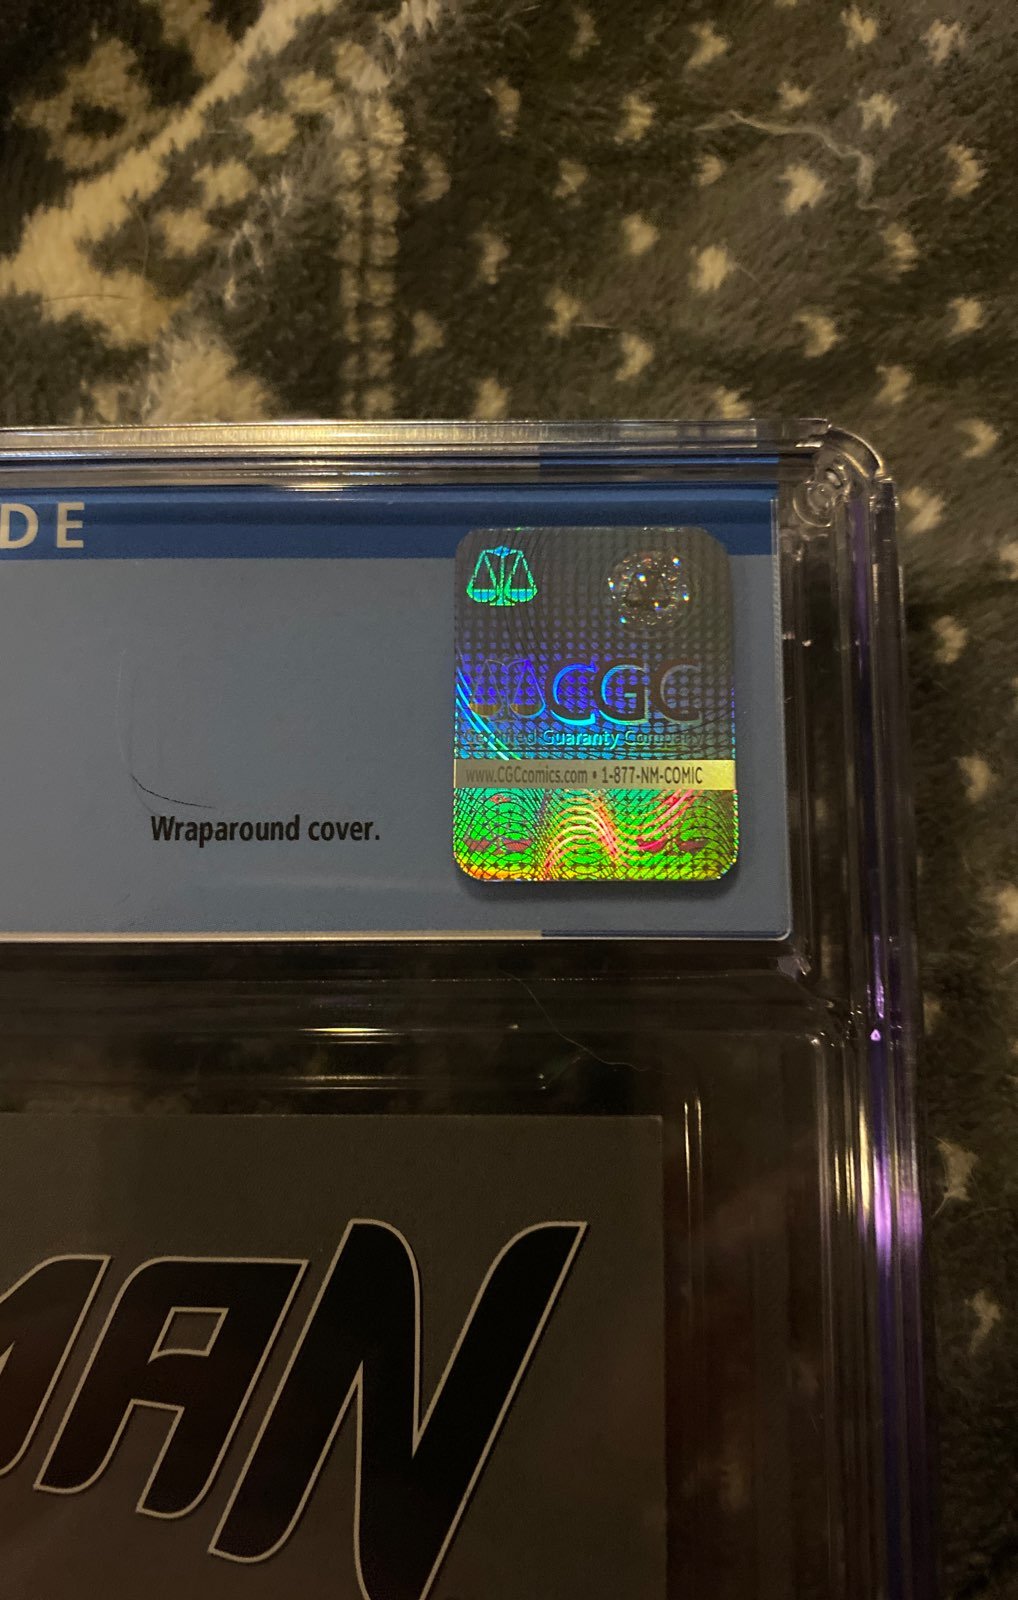 DE
CGC
Certified Guaranty Company
www.CGCcomics.com • 1-877-NM-COMIC
Wraparound cover.
MAN